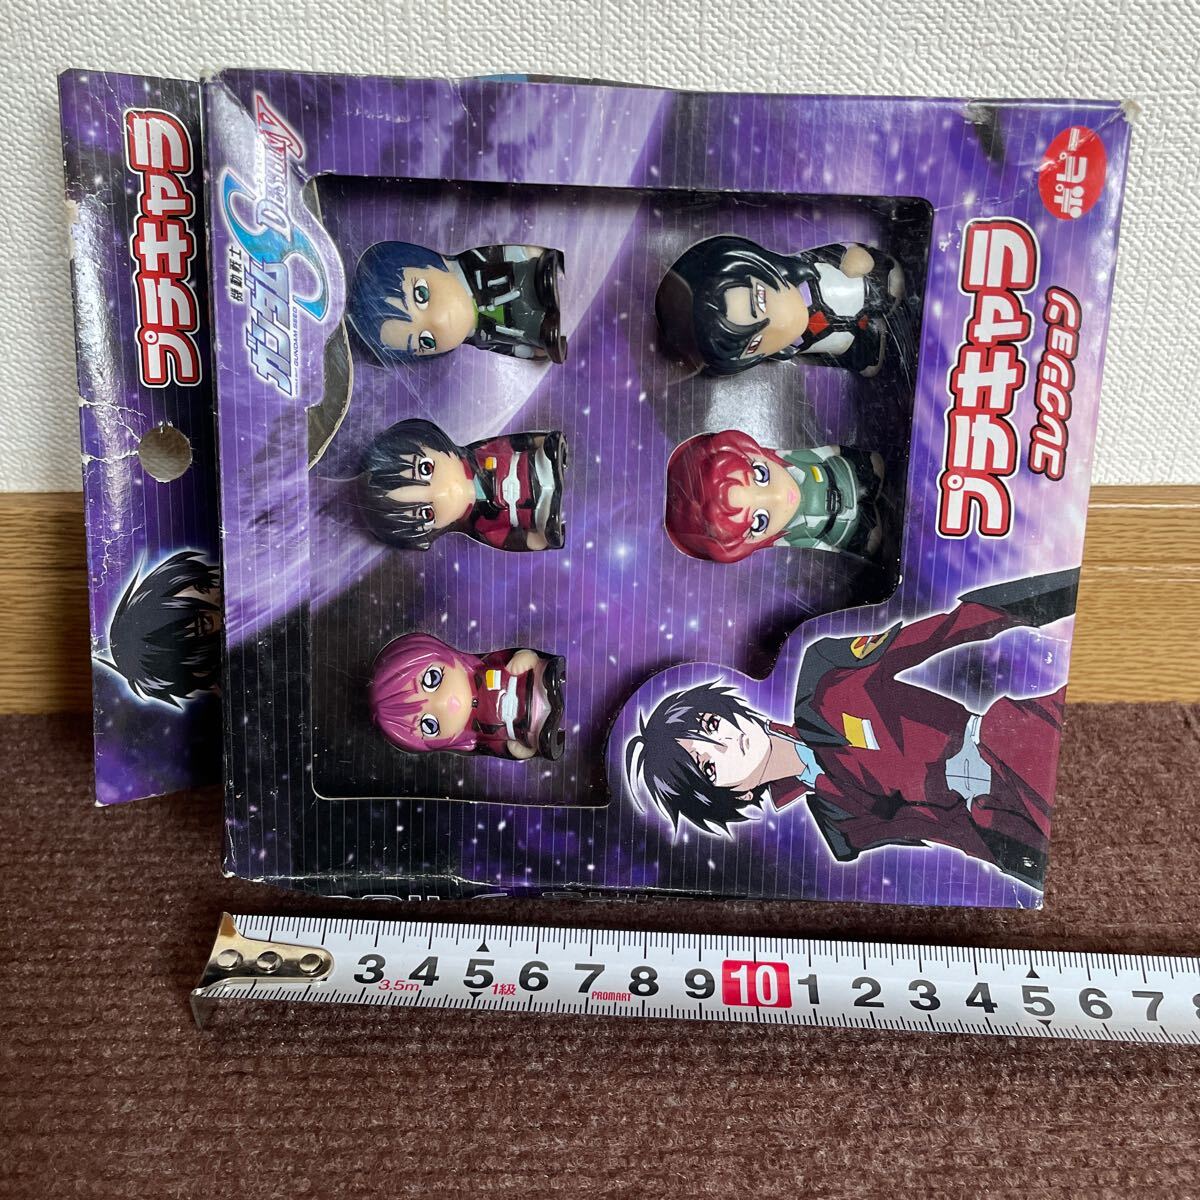 プラキャラ
機動戦士
ガンダム
SEED
DESTINY
GUNDAM SEED
ポピー
プラキャラ
コレクション
3 4 5 6 7 8 9 10 1 2 3 4 5 6 7
3.5m 1級 PROMART